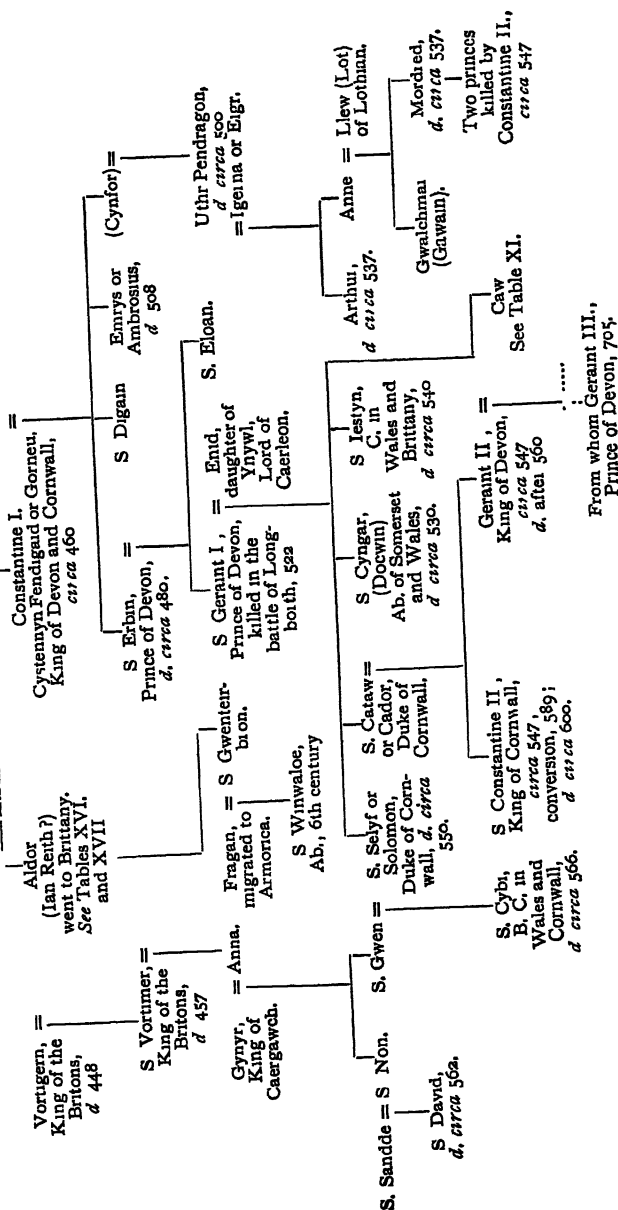 Vortigern,
King of the
Britons,
d 448
=
Aldor
(Ian Reith ?)
went to Brittany.
See Tables XVI.
and XVII
Constantine I. =
Cystennyn Fendigaid or Gorneu,
King of Devon and Cornwall,
circa 460
S Vortimer, =
King of the
Britons,
d 457
S Erbin, =
Prince of Devon,
d. circa 480.
S Digain
Emrys or
Ambrosius,
d 508
(Cynfor) =
Gynyr, = Anna.
King of
Caergawch.
Fragan, = S Gwenteir-
migrated to bion.
Armorica.
S Winwaloe,
Ab., 6th century
S Geraint I, = Enid,
Prince of Devon, daughter of
killed in the Ynywl,
battle of Long- Lord of
boith, 522 Caerleon.
S. Eloan.
Uthr Pendragon,
d circa 500
= Igerna or Eigr.
Arthur,
d circa 537.
Anne = Llew (Lot)
of Lothian.
S. Sandde = S Non.
S. Gwen =
S. Selyf or
Solomon,
Duke of Corn-
wall, d. circa
550.
S. Cataw =
or Cador,
Duke of
Cornwall.
S Cyngar,
(Docwin)
Ab. of Somerset
and Wales,
d circa 530.
S Iestyn,
C. in
Wales and
Brittany,
d circa 540
Caw
See Table XI.
Gwalchmai
(Gawain).
Mordred,
d. circa 537.
Two princes
killed by
Constantine II.,
circa 547
S David,
d. circa 562.
S. Cybi,
B. C. in
Wales and
Cornwall,
d circa 566.
S Constantine II,
King of Cornwall,
circa 547,
conversion, 589;
d circa 600.
Geraint II, =
King of Devon,
circa 547
d. after 560
From whom Geraint III.,
Prince of Devon, 705.